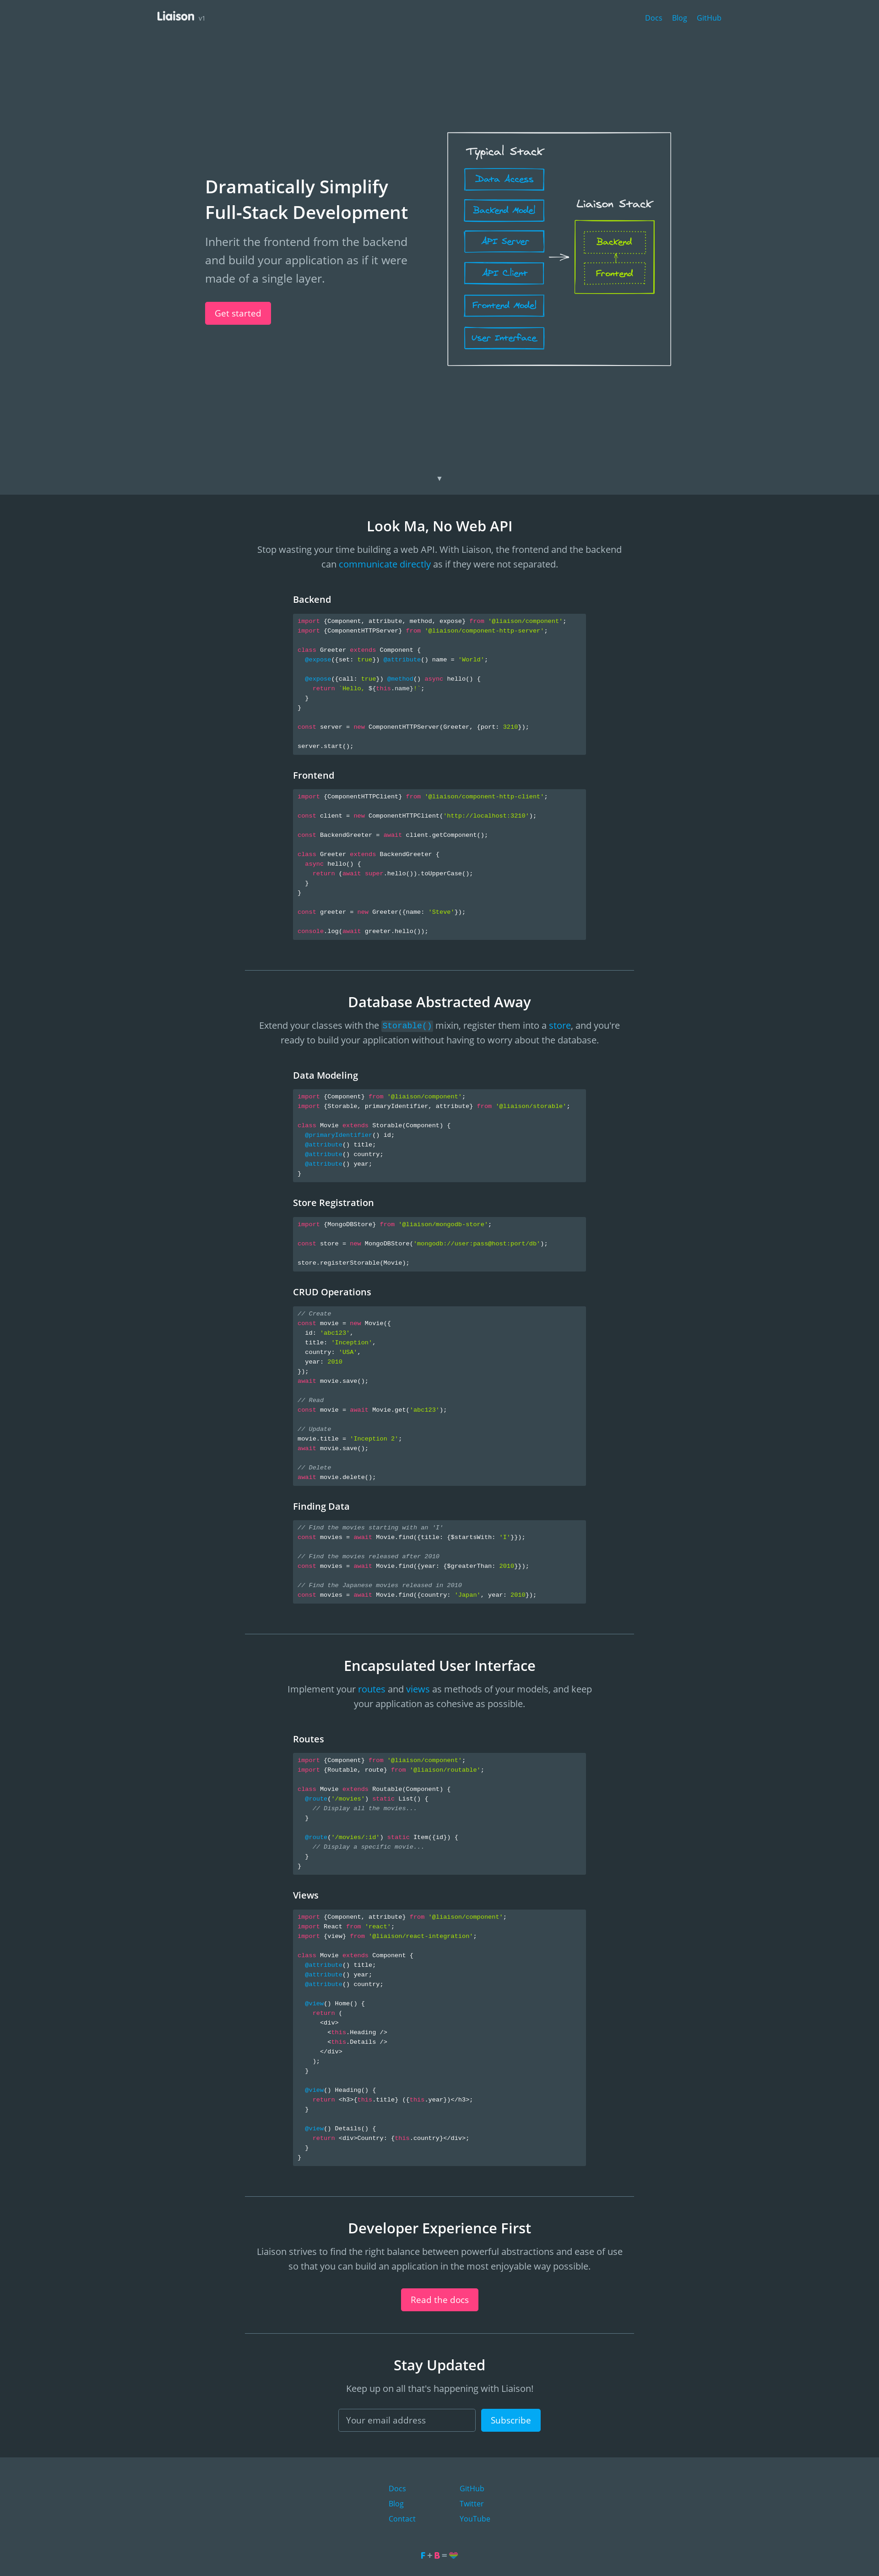 Liaison v1
Docs Blog GitHub
Dramatically Simplify
Full-Stack Development
Inherit the frontend from the backend
and build your application as if it were
made of a single layer.
Get started
Typical Stack
Data Access
Backend Model
API Server
API Client
Frontend Model
User Interface
Liaison Stack
Backend
Frontend
Look Ma, No Web API
Stop wasting your time building a web API. With Liaison, the frontend and the backend
can communicate directly as if they were not separated.
Backend
import {Component, attribute, method, expose} from '@liaison/component';
import {ComponentHTTPServer} from '@liaison/component-http-server';
class Greeter extends Component {
  @expose({set: true}) @attribute() name = 'World';
  @expose({call: true}) @method() async hello() {
    return `Hello, ${this.name}!`;
  }
}
const server = new ComponentHTTPServer(Greeter, {port: 3210});
server.start();
Frontend
import {ComponentHTTPClient} from '@liaison/component-http-client';
const client = new ComponentHTTPClient('http://localhost:3210');
const BackendGreeter = await client.getComponent();
class Greeter extends BackendGreeter {
  async hello() {
    return (await super.hello()).toUpperCase();
  }
}
const greeter = new Greeter({name: 'Steve'});
console.log(await greeter.hello());
Database Abstracted Away
Extend your classes with the Storable() mixin, register them into a store, and you're
ready to build your application without having to worry about the database.
Data Modeling
import {Component} from '@liaison/component';
import {Storable, primaryIdentifier, attribute} from '@liaison/storable';
class Movie extends Storable(Component) {
  @primaryIdentifier() id;
  @attribute() title;
  @attribute() country;
  @attribute() year;
}
Store Registration
import {MongoDBStore} from '@liaison/mongodb-store';
const store = new MongoDBStore('mongodb://user:pass@host:port/db');
store.registerStorable(Movie);
CRUD Operations
// Create
const movie = new Movie({
  id: 'abc123',
  title: 'Inception',
  country: 'USA',
  year: 2010
});
await movie.save();
// Read
const movie = await Movie.get('abc123');
// Update
movie.title = 'Inception 2';
await movie.save();
// Delete
await movie.delete();
Finding Data
// Find the movies starting with an 'I'
const movies = await Movie.find({title: {$startsWith: 'I'}});
// Find the movies released after 2010
const movies = await Movie.find({year: {$greaterThan: 2010}});
// Find the Japanese movies released in 2010
const movies = await Movie.find({country: 'Japan', year: 2010});
Encapsulated User Interface
Implement your routes and views as methods of your models, and keep
your application as cohesive as possible.
Routes
import {Component} from '@liaison/component';
import {Routable, route} from '@liaison/routable';
class Movie extends Routable(Component) {
  @route('/movies') static List() {
    // Display all the movies...
  }
  @route('/movies/:id') static Item({id}) {
    // Display a specific movie...
  }
}
Views
import {Component, attribute} from '@liaison/component';
import React from 'react';
import {view} from '@liaison/react-integration';
class Movie extends Component {
  @attribute() title;
  @attribute() year;
  @attribute() country;
  @view() Home() {
    return (
      <div>
        <this.Heading />
        <this.Details />
      </div>
    );
  }
  @view() Heading() {
    return <h3>{this.title} ({this.year})</h3>;
  }
  @view() Details() {
    return <div>Country: {this.country}</div>;
  }
}
Developer Experience First
Liaison strives to find the right balance between powerful abstractions and ease of use
so that you can build an application in the most enjoyable way possible.
Read the docs
Stay Updated
Keep up on all that's happening with Liaison!
Your email address Subscribe
Docs GitHub
Blog Twitter
Contact YouTube
F + B =